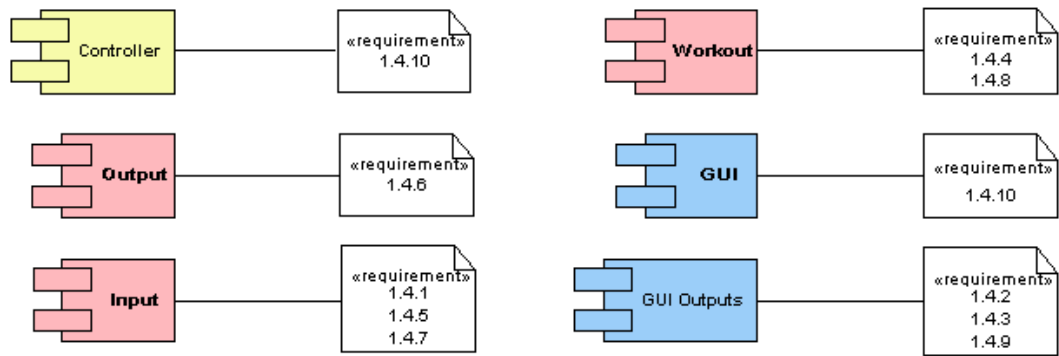 Controller
«requirement»
1.4.10
Workout
«requirement»
1.4.4
1.4.8
Output
«requirement»
1.4.6
GUI
«requirement»
1.4.10
Input
«requirement»
1.4.1
1.4.5
1.4.7
GUI Outputs
«requirement»
1.4.2
1.4.3
1.4.9